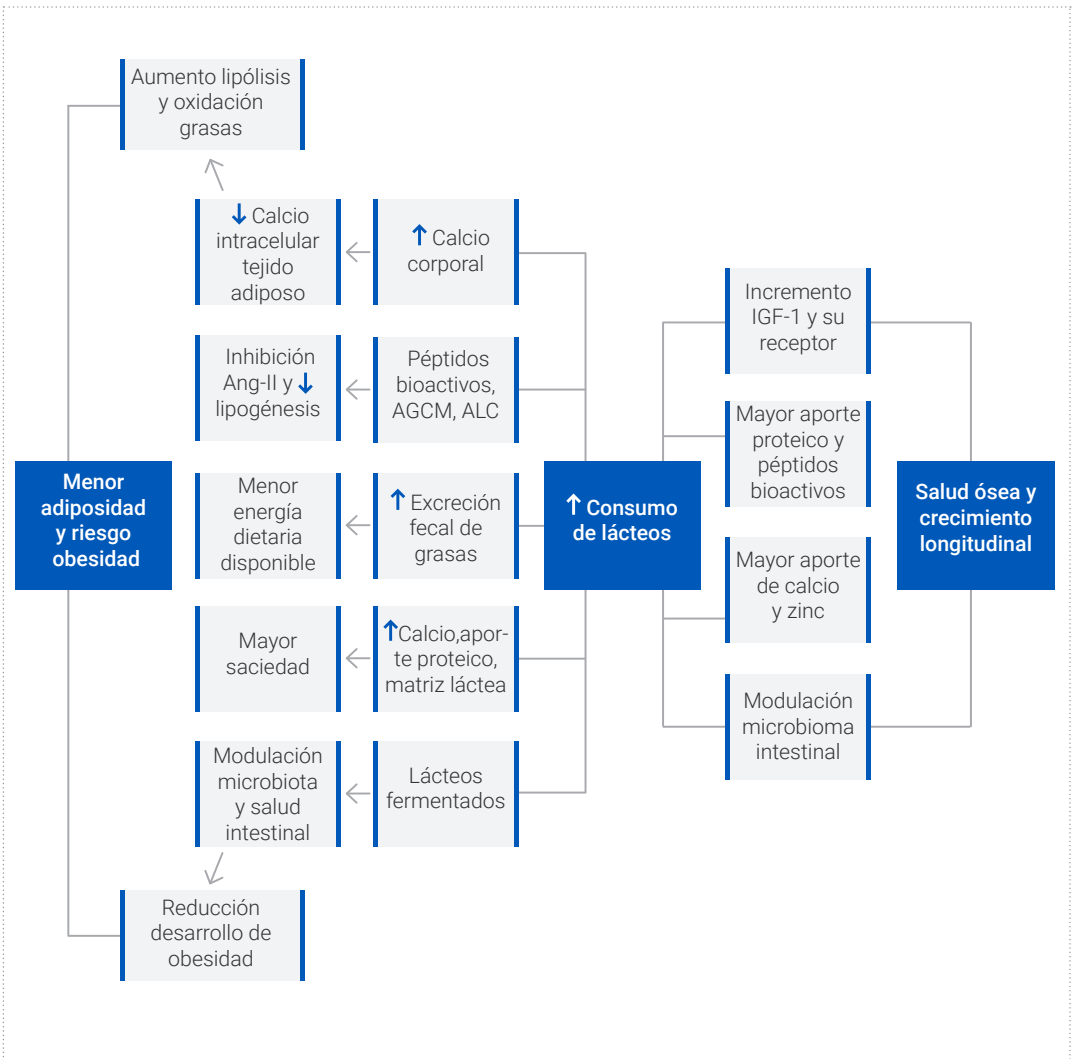 Aumento lipólisis
y oxidación
grasas
↓ Calcio
intracelular
tejido
adiposo
↑ Calcio
corporal
Inhibición
Ang-II y ↓
lipogénesis
Péptidos
bioactivos,
AGCM, ALC
Menor
adiposidad
y riesgo
obesidad
Menor
energía
dietaria
disponible
↑ Excreción
fecal de
grasas
↑ Consumo
de lácteos
Mayor
saciedad
↑Calcio,apor-
te proteico,
matriz láctea
Modulación
microbiota
y salud
intestinal
Lácteos
fermentados
Reducción
desarrollo de
obesidad
Incremento
IGF-1 y su
receptor
Mayor aporte
proteico y
péptidos
bioactivos
Mayor aporte
de calcio
y zinc
Modulación
microbioma
intestinal
Salud ósea y
crecimiento
longitudinal